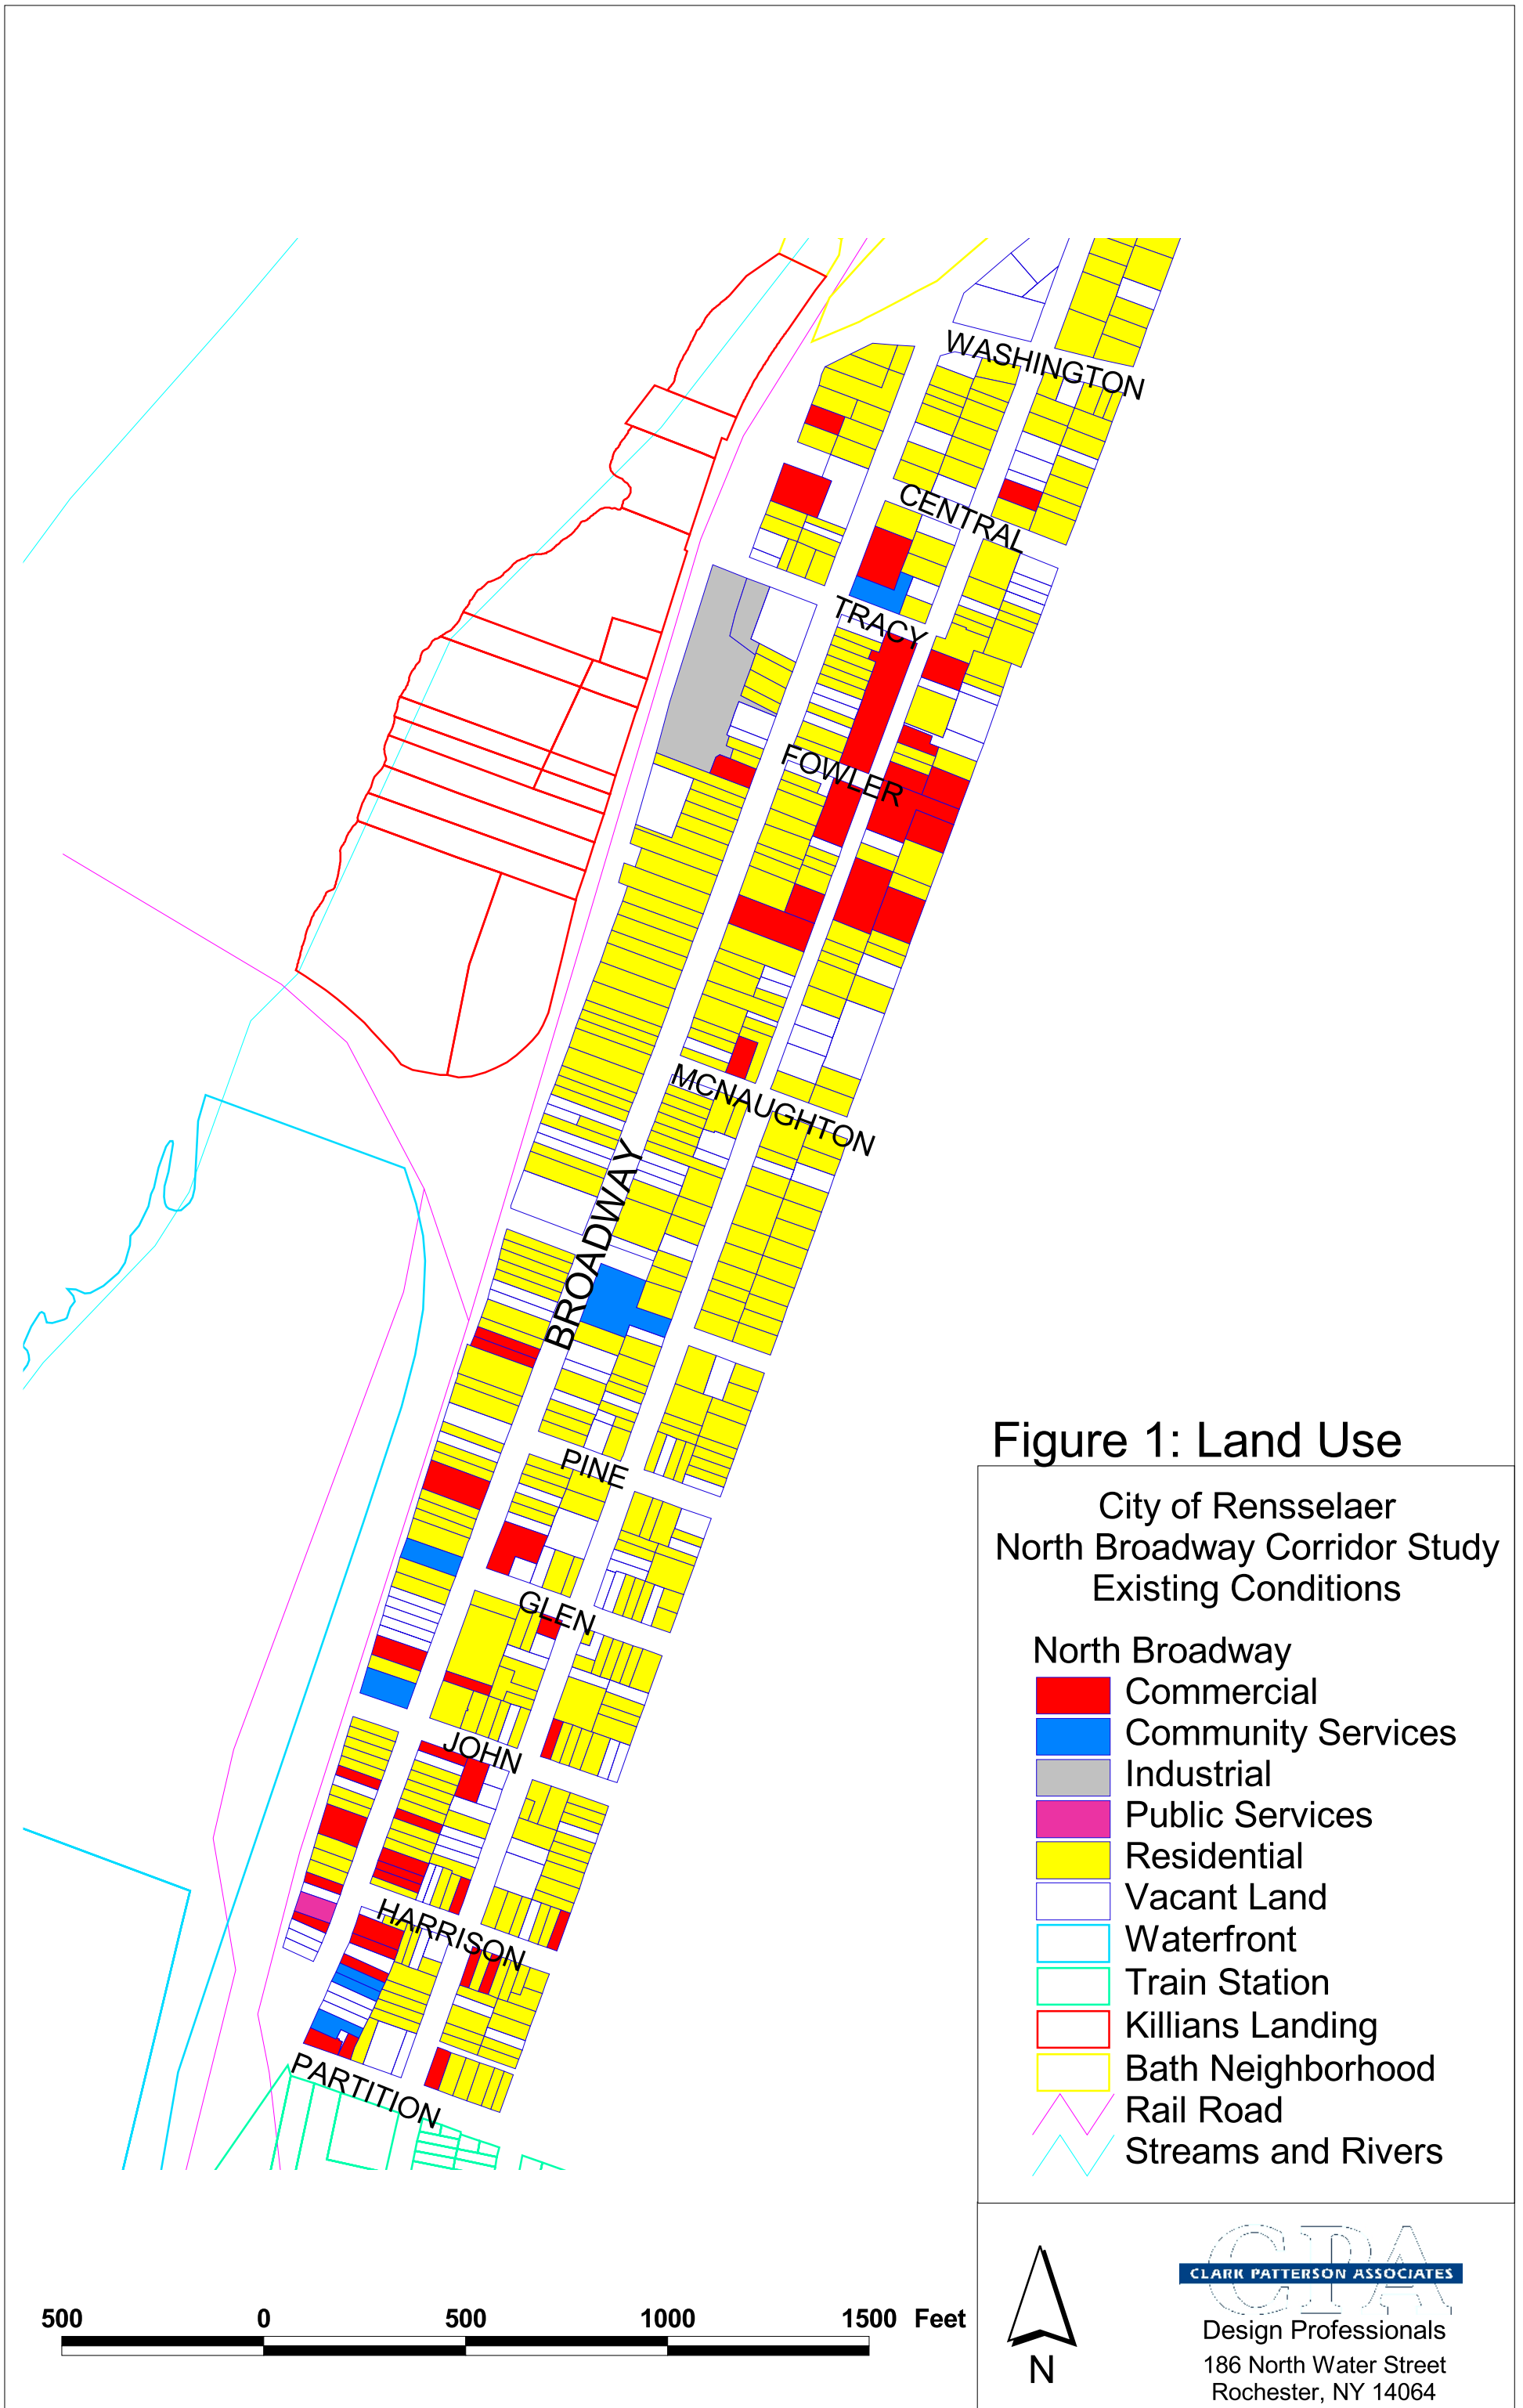 WASHINGTON
CENTRAL
TRACY
FOWLER
MCNAUGHTON
BROADWAY
PINE
GLEN
JOHN
HARRISON
PARTITION
Figure 1: Land Use
City of Rensselaer
North Broadway Corridor Study
Existing Conditions
North Broadway
Commercial
Community Services
Industrial
Public Services
Residential
Vacant Land
Waterfront
Train Station
Killians Landing
Bath Neighborhood
Rail Road
Streams and Rivers
500 0 500 1000 1500 Feet
N
CPA
CLARK PATTERSON ASSOCIATES
Design Professionals
186 North Water Street
Rochester, NY 14064